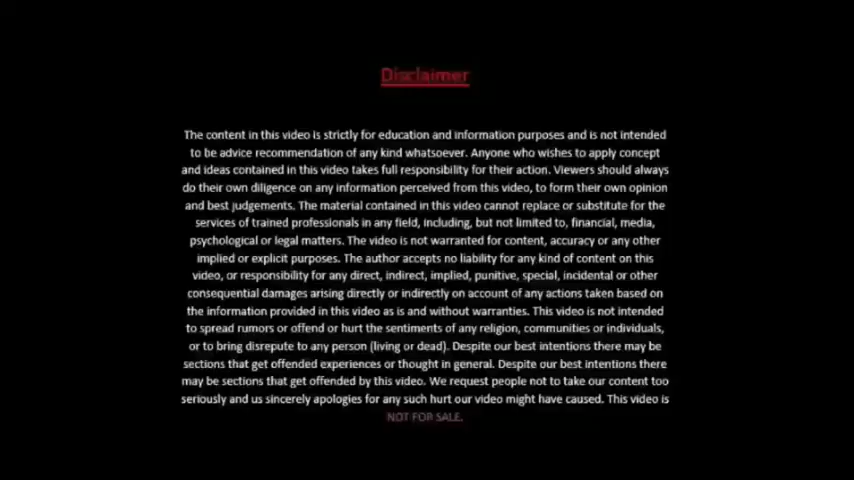 Disclaimer
The content in this video is strictly for education and information purposes and is not intended
to be advice recommendation of any kind whatsoever. Anyone who wishes to apply concept
and ideas contained in this video takes full responsibility for their action. Viewers should always
do their own diligence on any information perceived from this video, to form their own opinion
and best judgements. The material contained in this video cannot replace or substitute for the
services of trained professionals in any field, including, but not limited to, financial, media,
psychological or legal matters. The video is not warranted for content, accuracy or any other
implied or explicit purposes. The author accepts no liability for any kind of content on this
video, or responsibility for any direct, indirect, implied, punitive, special, incidental or other
consequential damages arising directly or indirectly on account of any actions taken based on
the information provided in this video as is and without warranties. This video is not intended
to spread rumors or offend or hurt the sentiments of any religion, communities or individuals,
or to bring disrepute to any person (living or dead). Despite our best intentions there may be
sections that get offended experiences or thought in general. Despite our best intentions there
may be sections that get offended by this video. We request people not to take our content too
seriously and us sincerely apologies for any such hurt our video might have caused. This video is
NOT FOR SALE.